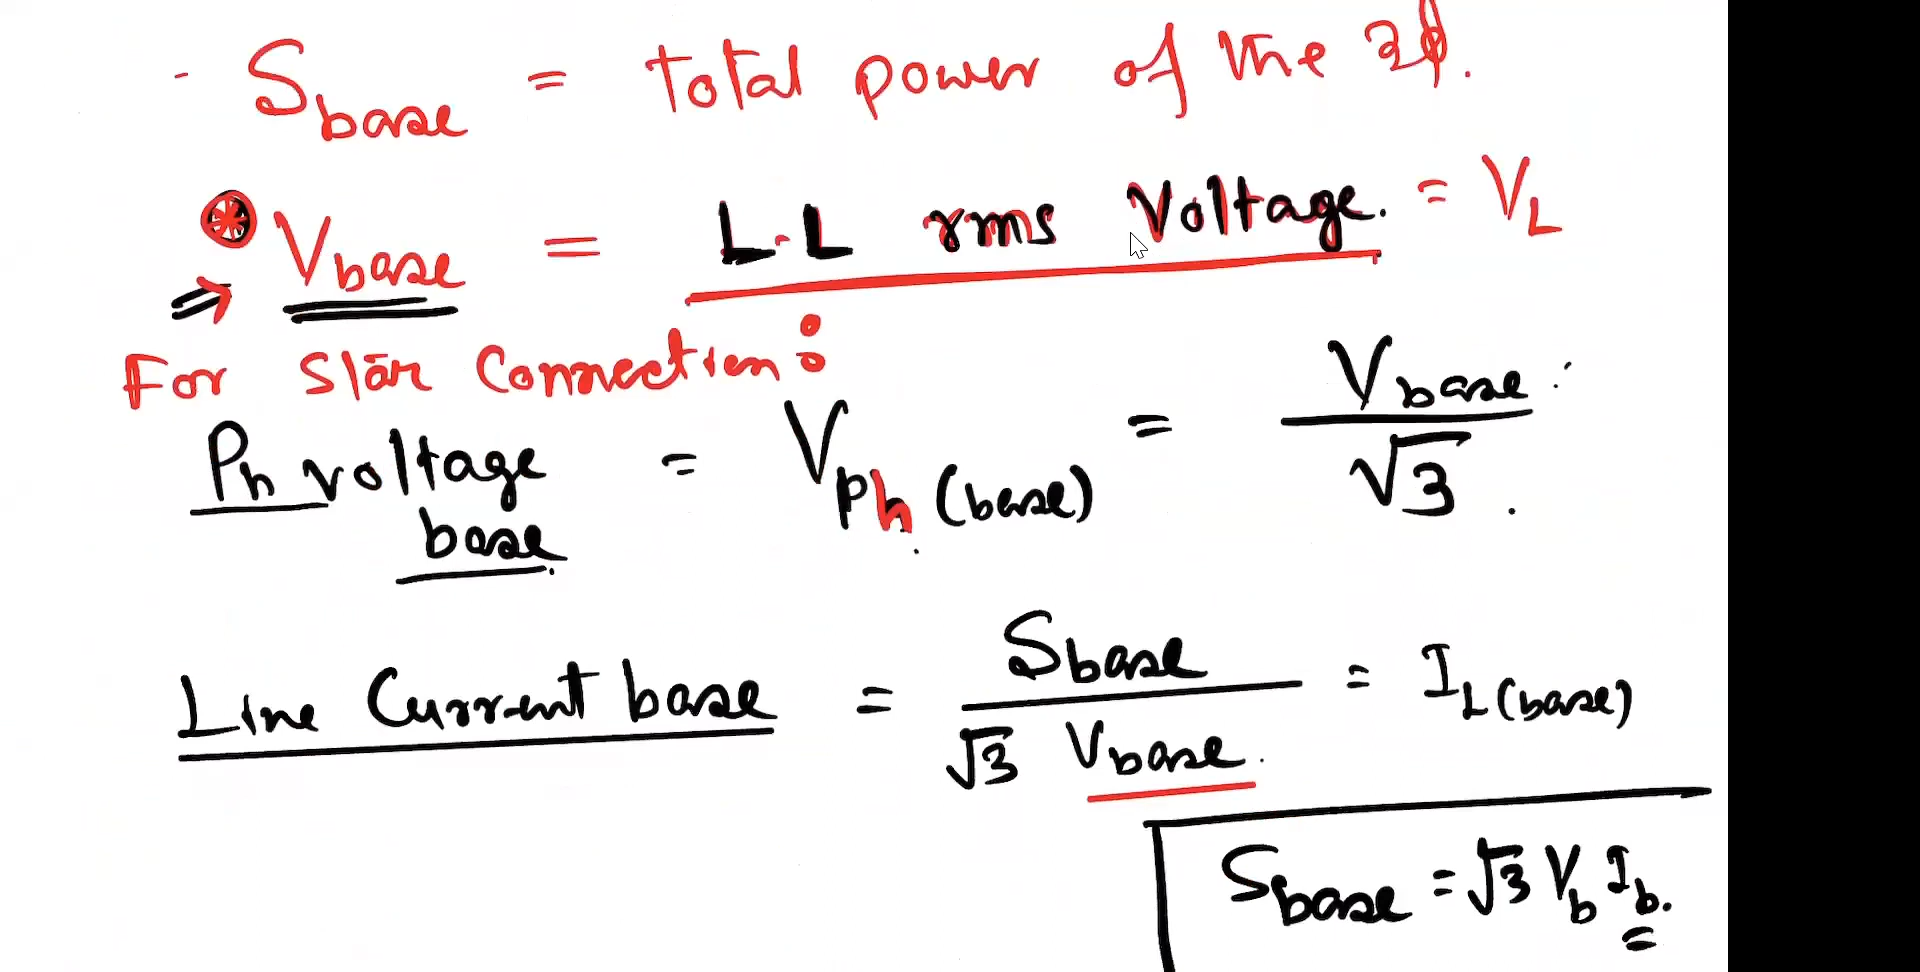 - Sbase = total power of the 3ϕ.
⊛ Vbase = L-L rms Voltage. = VL
⇒
For Star Connection:
Ph voltage base = Vph (base) = Vbase / √3 .
Line Current base = Sbase / √3 Vbase. = IL(base)
Sbase = √3 Vb Ib.